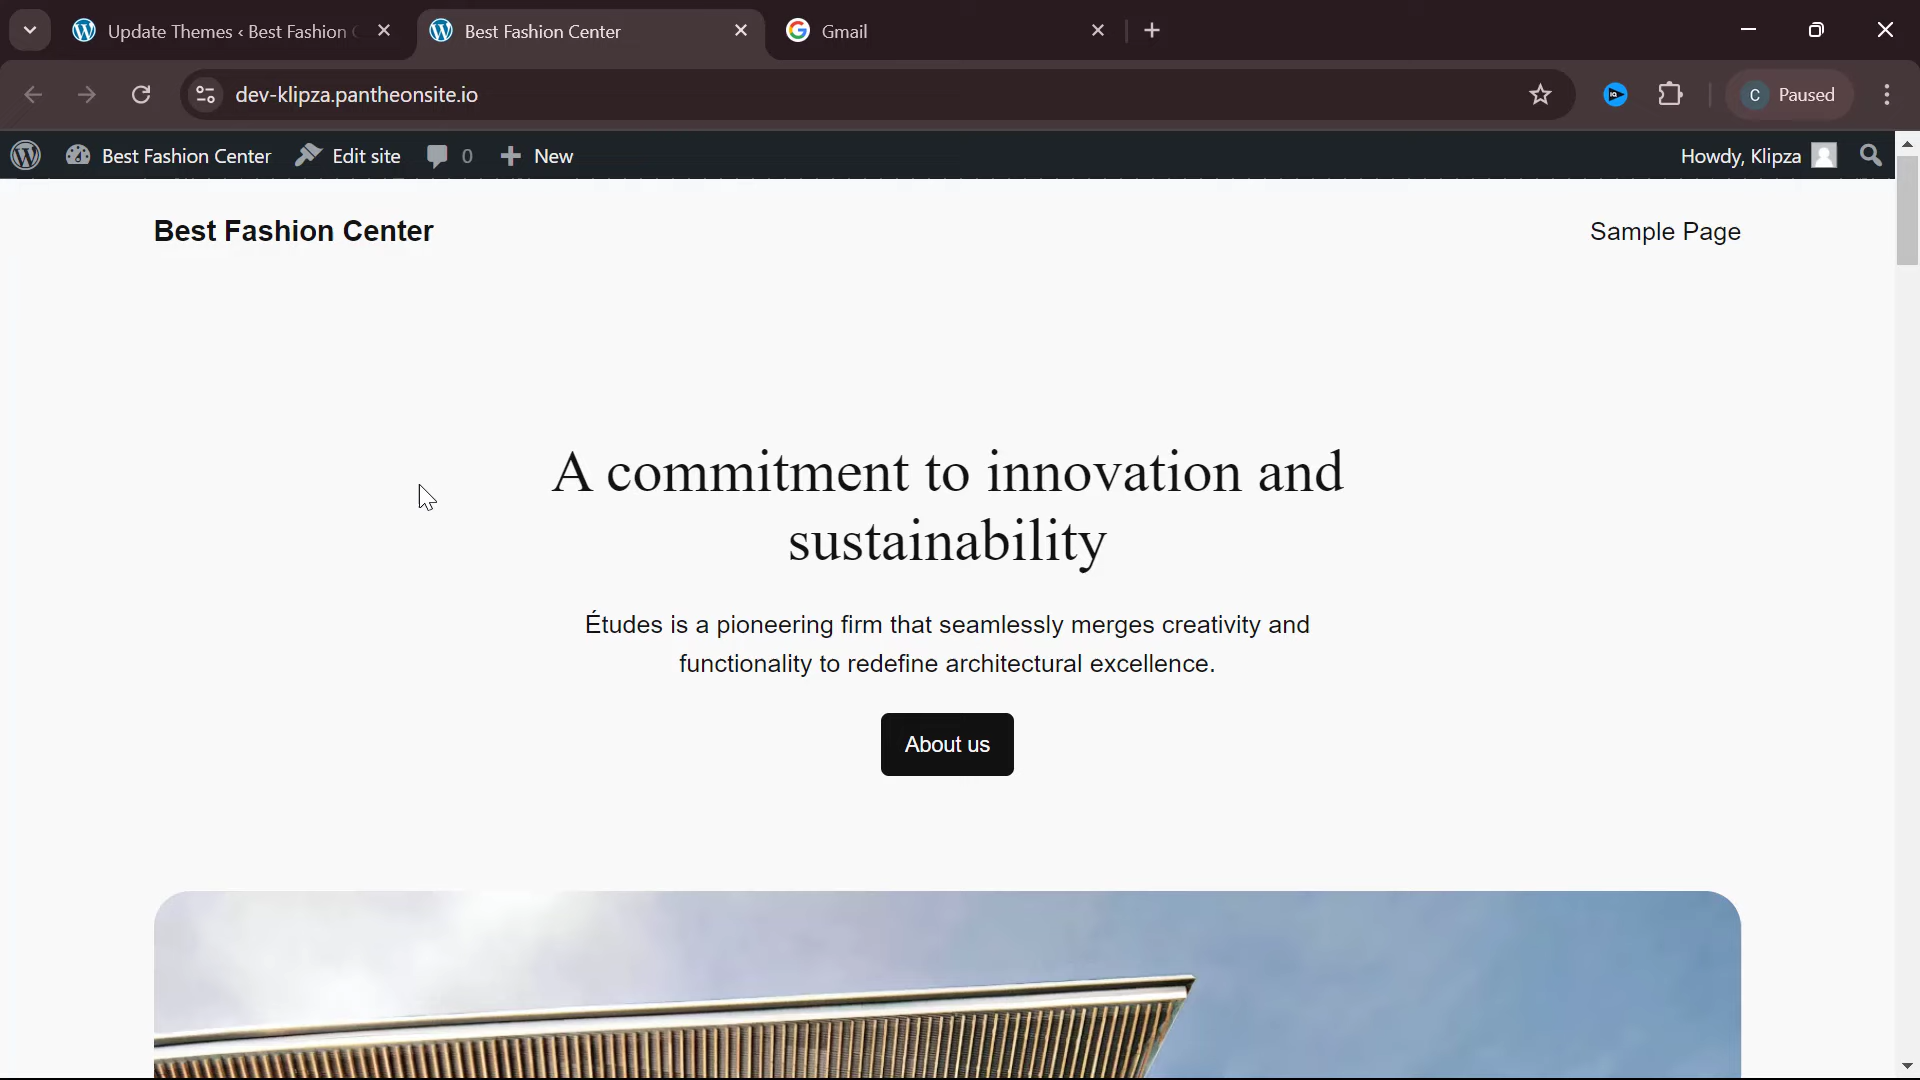 Update Themes ‹ Best Fashion
Best Fashion Center
Gmail
dev-klipza.pantheonsite.io
C
Paused
Best Fashion Center
Edit site
0
New
Howdy, Klipza
Best Fashion Center
Sample Page
A commitment to innovation and
sustainability
Études is a pioneering firm that seamlessly merges creativity and
functionality to redefine architectural excellence.
About us